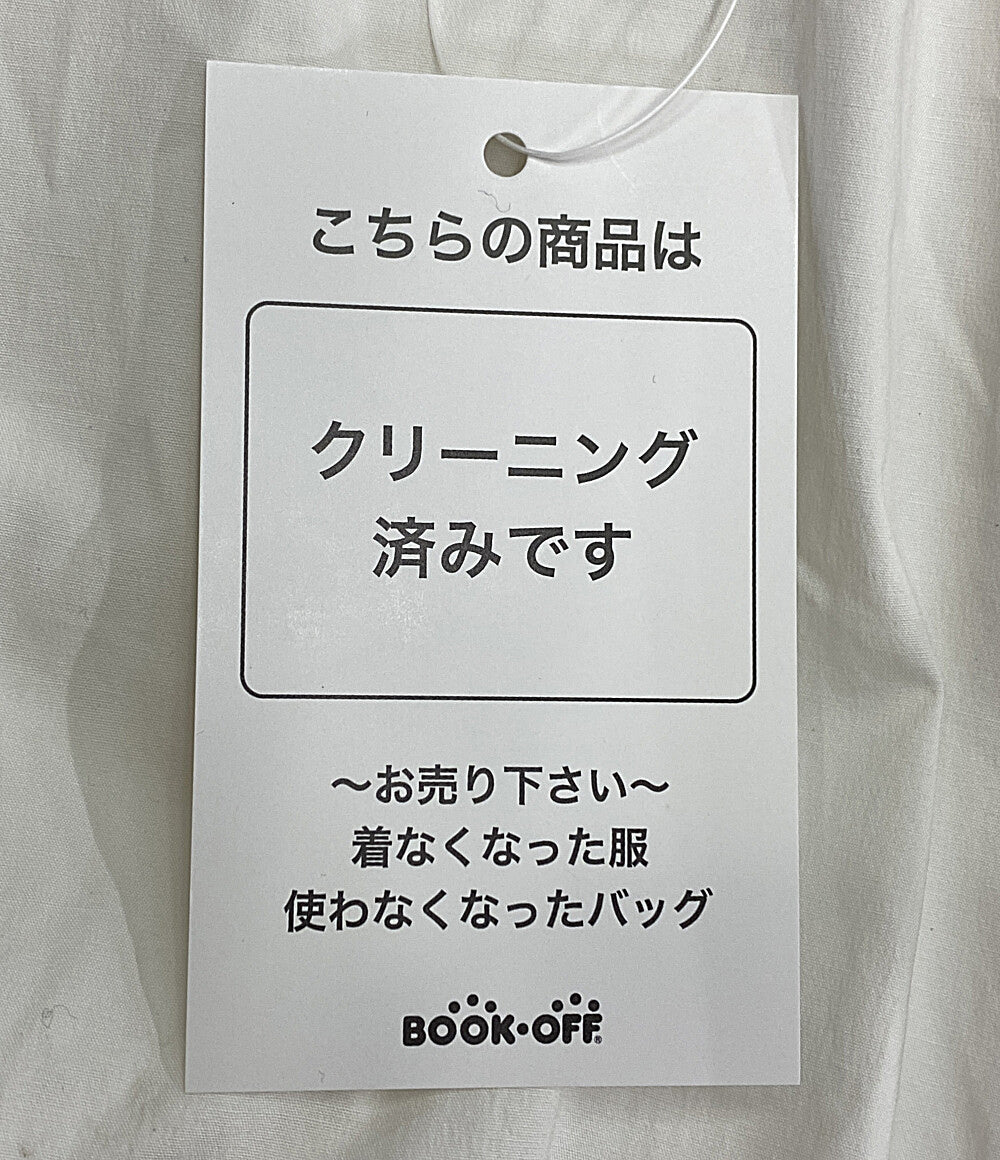 こちらの商品は
クリーニング
済みです
〜お売り下さい〜
着なくなった服
使わなくなったバッグ
BOOK・OFF®